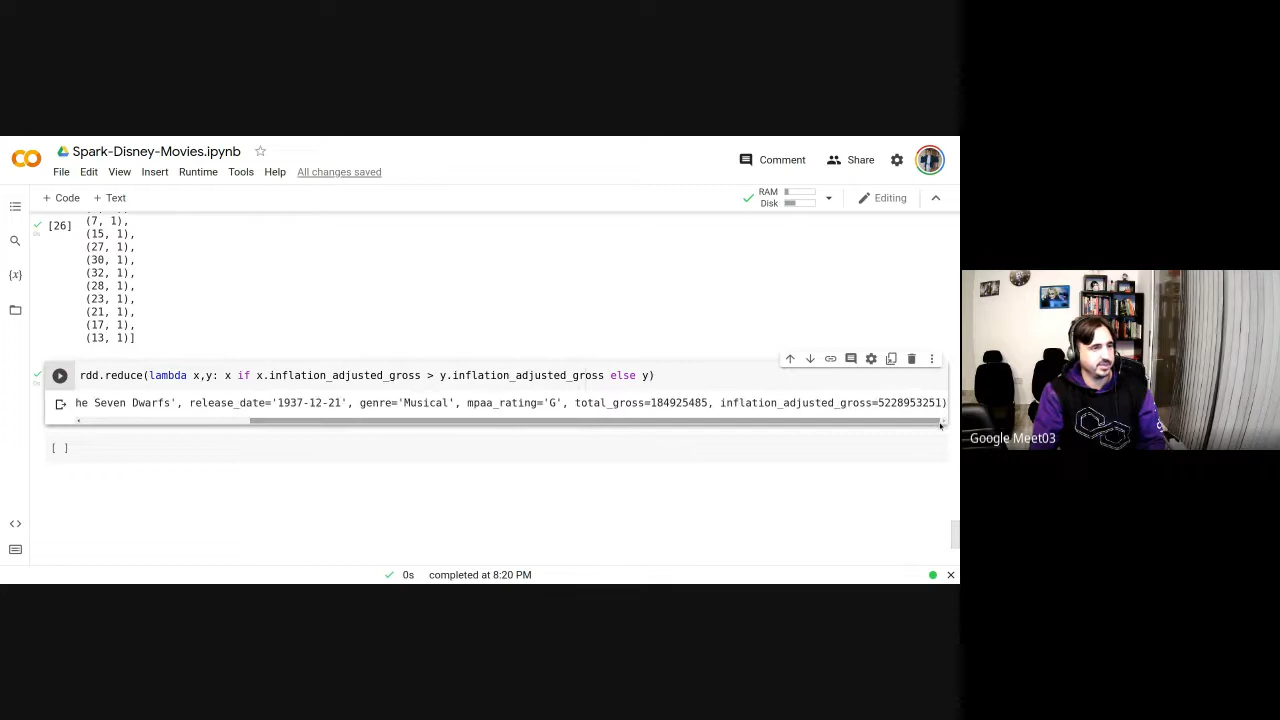 Spark-Disney-Movies.ipynb
Comment
Share
File Edit View Insert Runtime Tools Help All changes saved
+ Code + Text
RAM
Disk
Editing
[26]
(7, 1),
(15, 1),
(27, 1),
(30, 1),
(32, 1),
(28, 1),
(23, 1),
(21, 1),
(17, 1),
(13, 1)]
rdd.reduce(lambda x,y: x if x.inflation_adjusted_gross > y.inflation_adjusted_gross else y)
he Seven Dwarfs', release_date='1937-12-21', genre='Musical', mpaa_rating='G', total_gross=184925485, inflation_adjusted_gross=5228953251)
[ ]
0s completed at 8:20 PM
Google Meet03